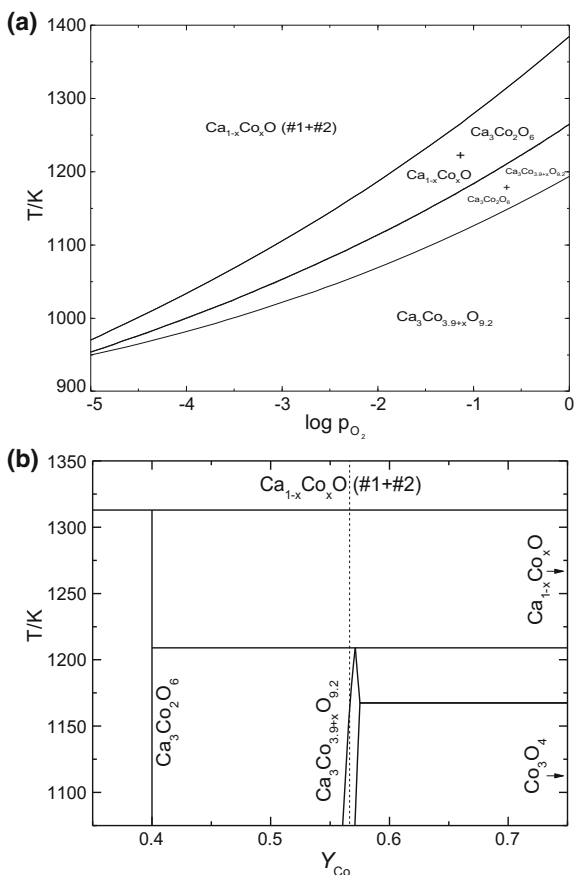 (a)
1400
1300
1200
1100
1000
900
T/K
Ca1-xCoxO (#1+#2)
Ca3Co2O6
+
Ca1-xCoxO
Ca3Co3.9+xO9.2
+
Ca3Co2O6
Ca3Co3.9+xO9.2
-5 -4 -3 -2 -1 0
log pO2
(b)
1350
1300
1250
1200
1150
1100
T/K
Ca1-xCoxO (#1+#2)
Ca1-xCoxO
Ca3Co2O6
Ca3Co3.9+xO9.2
Co3O4
0.4 0.5 0.6 0.7
YCo